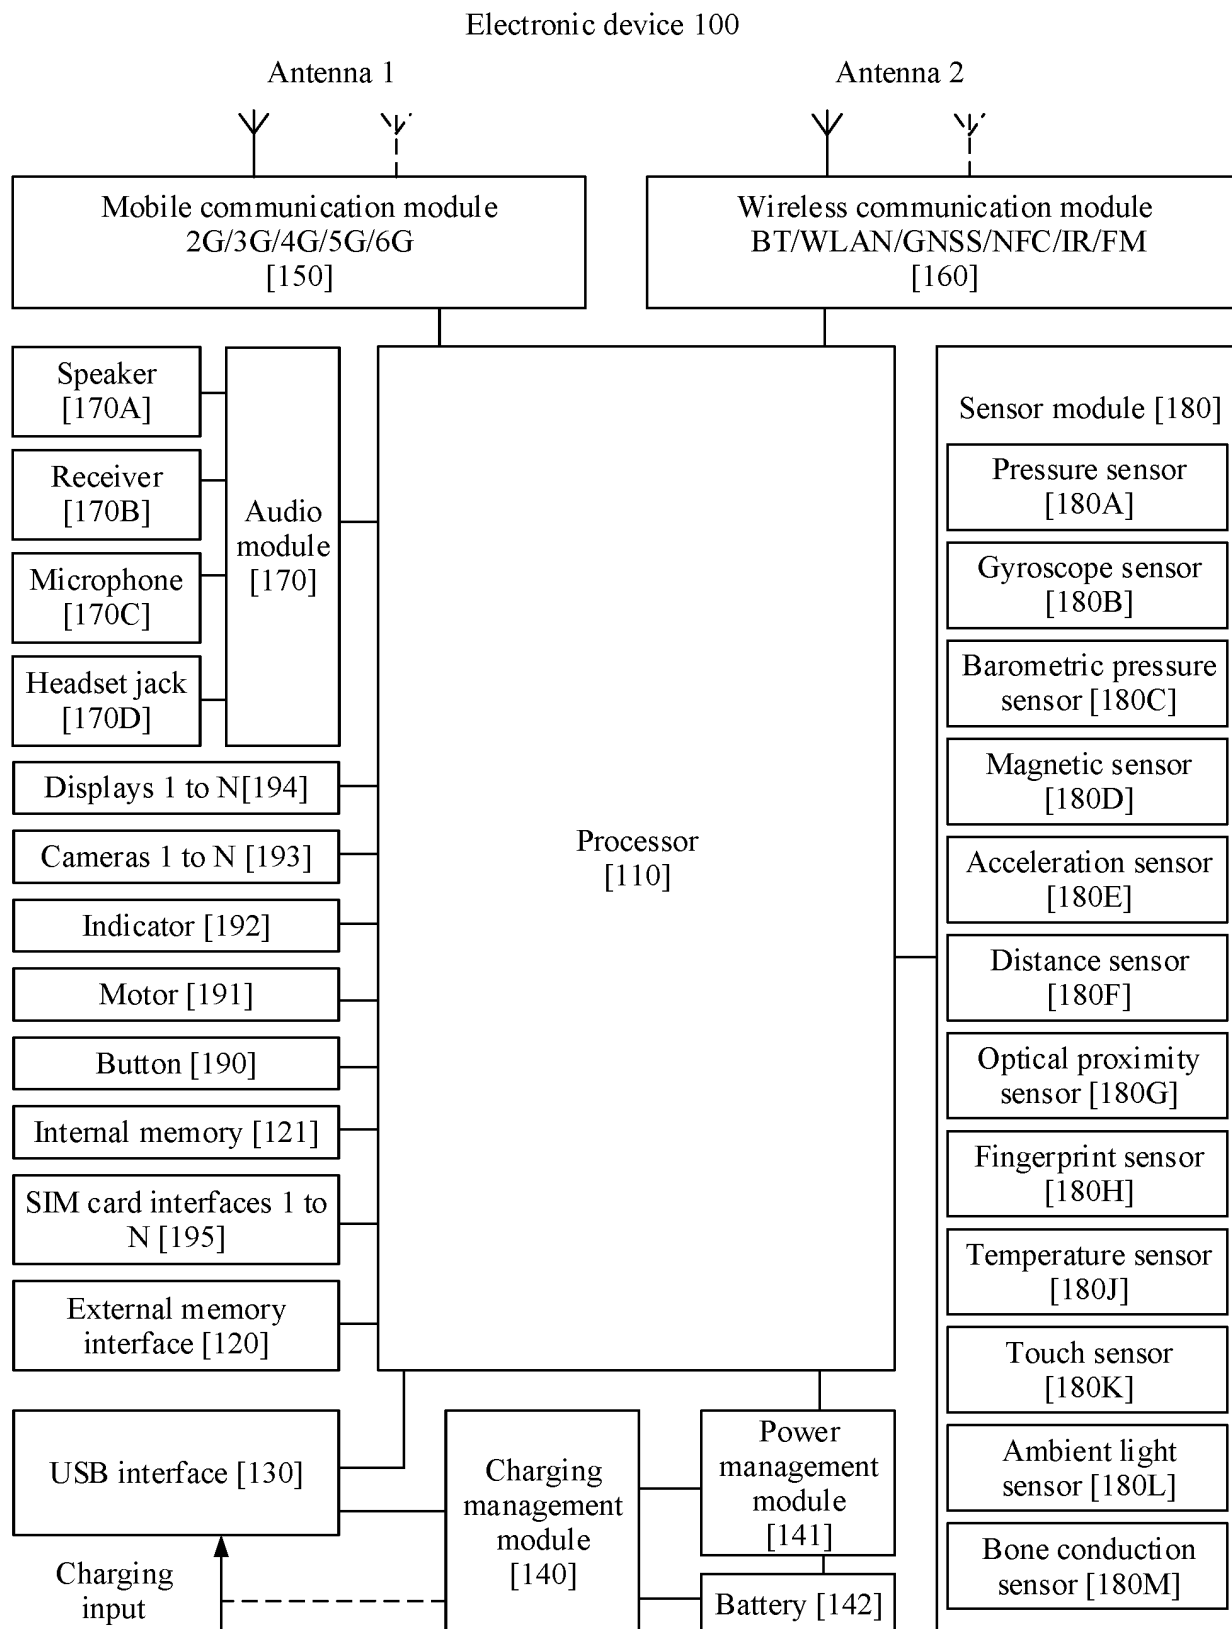 Electronic device 100
Antenna 1
Antenna 2
Mobile communication module
2G/3G/4G/5G/6G
[150]
Wireless communication module
BT/WLAN/GNSS/NFC/IR/FM
[160]
Speaker
[170A]
Receiver
[170B]
Microphone
[170C]
Headset jack
[170D]
Audio
module
[170]
Displays 1 to N[194]
Cameras 1 to N [193]
Indicator [192]
Motor [191]
Button [190]
Internal memory [121]
SIM card interfaces 1 to
N [195]
External memory
interface [120]
Processor
[110]
Sensor module [180]
Pressure sensor
[180A]
Gyroscope sensor
[180B]
Barometric pressure
sensor [180C]
Magnetic sensor
[180D]
Acceleration sensor
[180E]
Distance sensor
[180F]
Optical proximity
sensor [180G]
Fingerprint sensor
[180H]
Temperature sensor
[180J]
Touch sensor
[180K]
Ambient light
sensor [180L]
Bone conduction
sensor [180M]
USB interface [130]
Charging
management
module
[140]
Power
management
module
[141]
Battery [142]
Charging
input